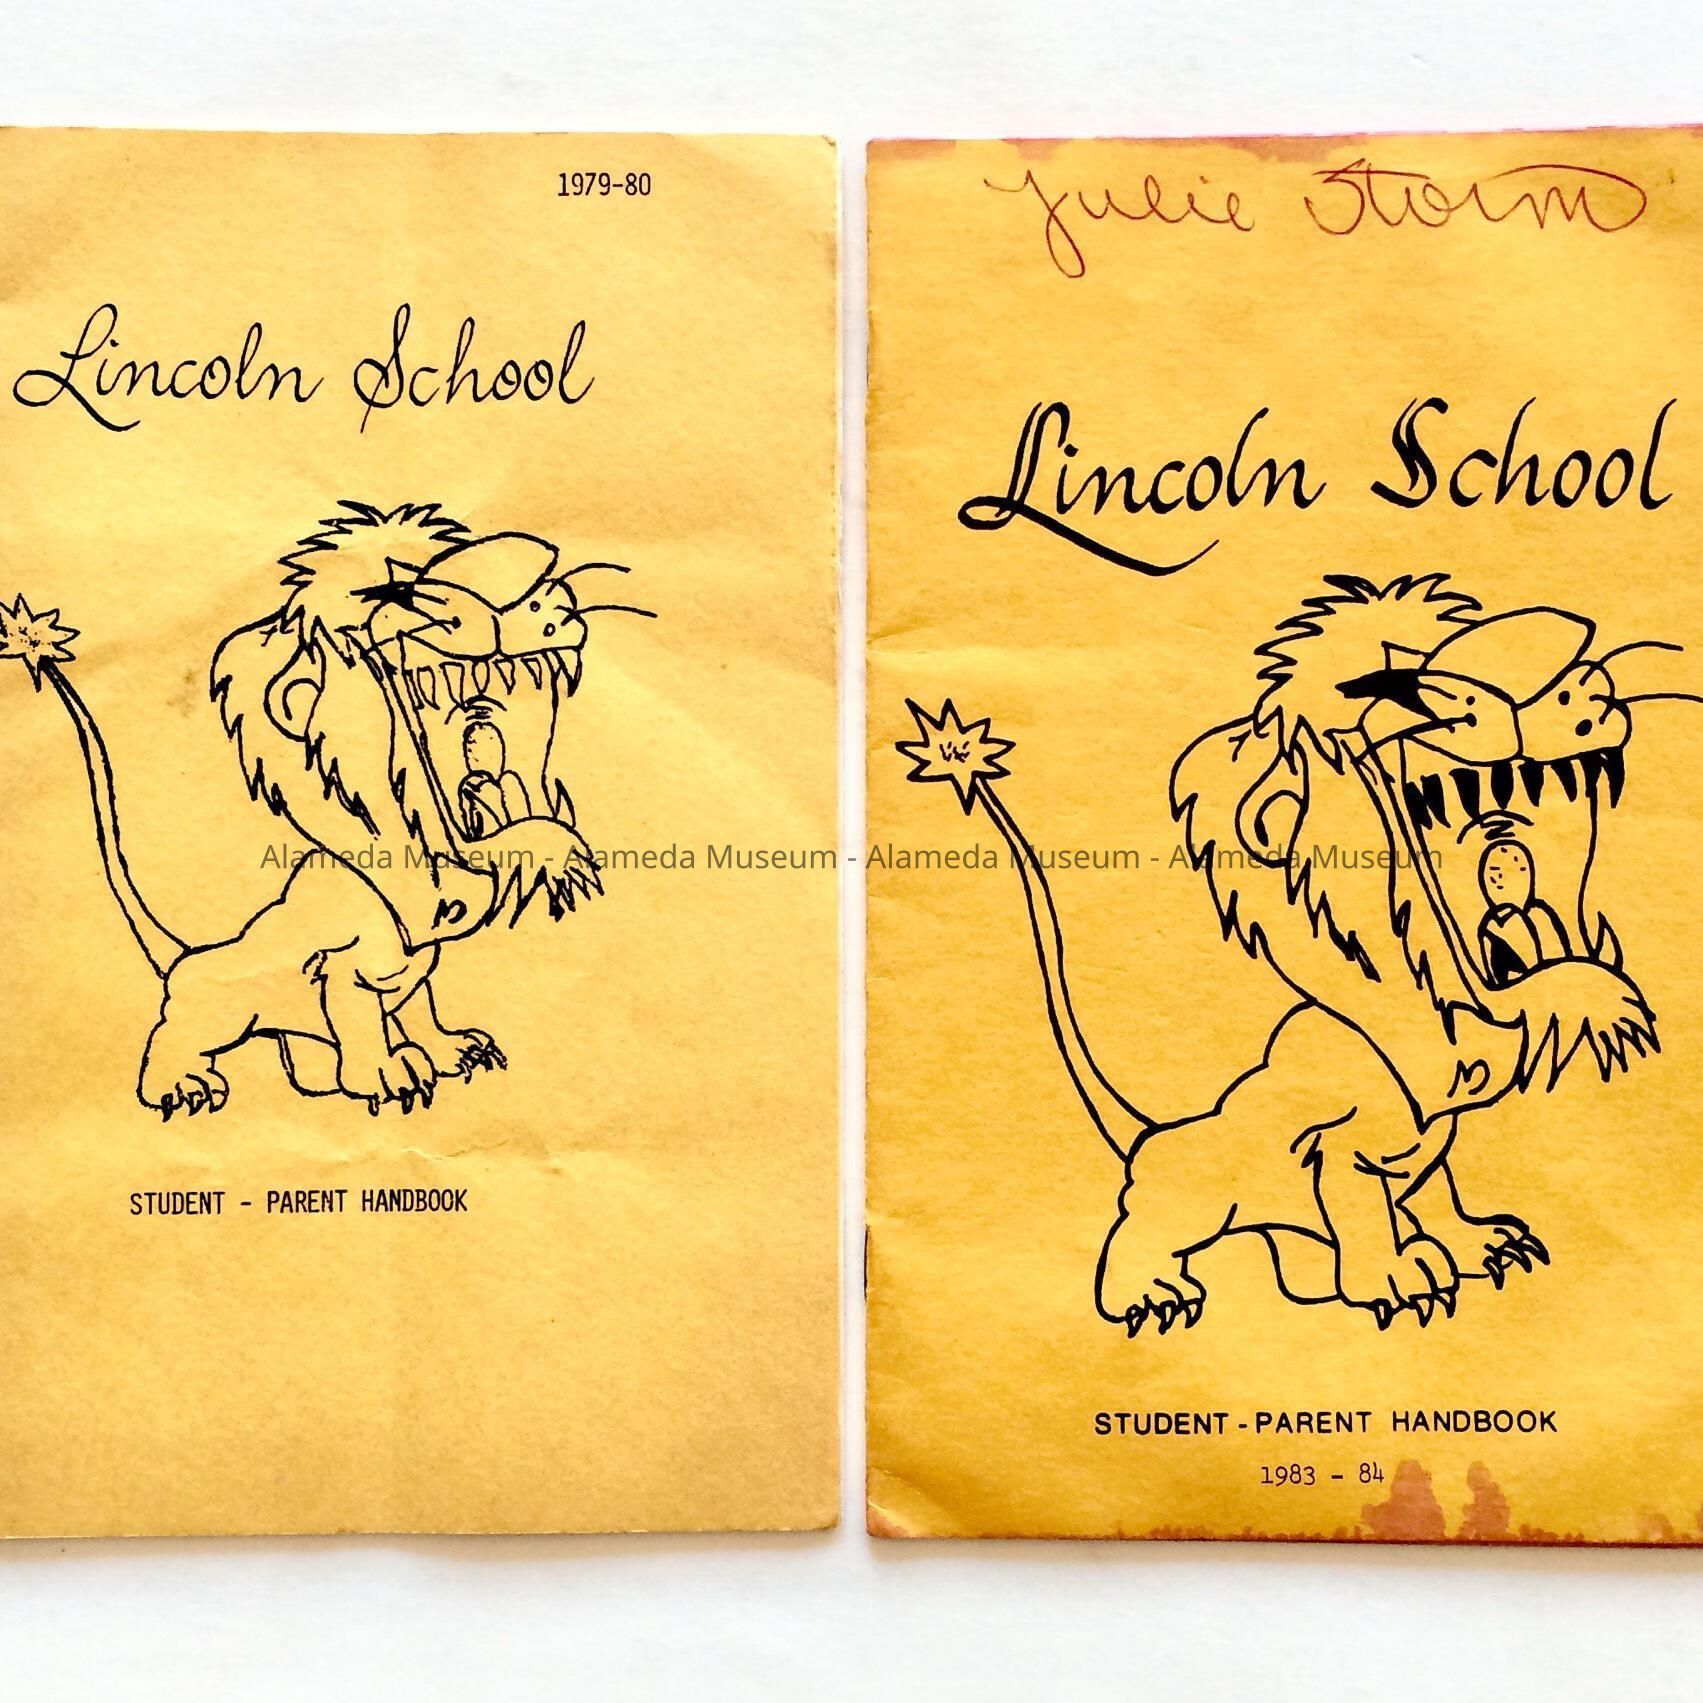 1979-80
Lincoln School
STUDENT - PARENT HANDBOOK
Julie Storm
Lincoln School
STUDENT - PARENT HANDBOOK
1983 - 84
Alameda Museum - Alameda Museum - Alameda Museum - Alameda Museum